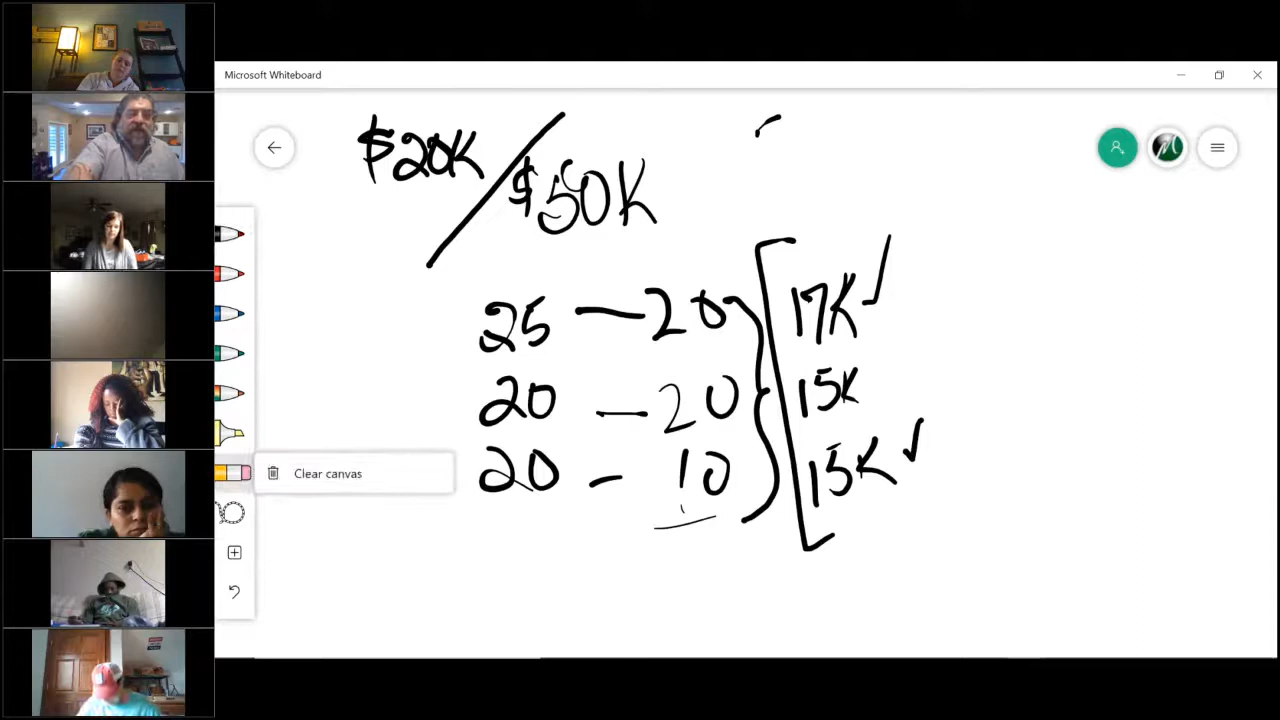 Microsoft Whiteboard
$20K/$50K
25 — 20 17K ✓
20 — 20 15K
20 - 10 15K ✓
Clear canvas